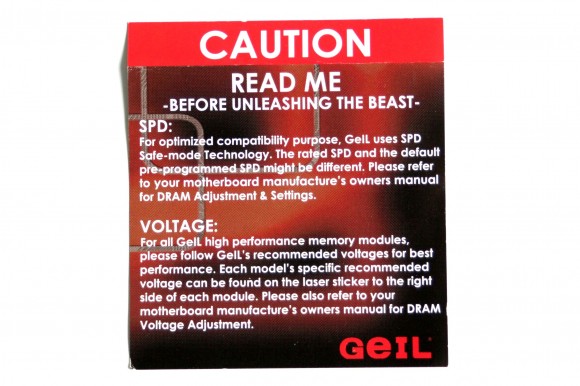 CAUTION
READ ME
-BEFORE UNLEASHING THE BEAST-
SPD:
For optimized compatibility purpose, GeIL uses SPD
Safe-mode Technology. The rated SPD and the default
pre-programmed SPD might be different. Please refer
to your motherboard manufacture's owners manual
for DRAM Adjustment & Settings.
VOLTAGE:
For all GeIL high performance memory modules,
please follow GeIL's recommended voltages for best
performance. Each model's specific recommended
voltage can be found on the laser sticker to the right
side of each module. Please also refer to your
motherboard manufacture's owners manual for DRAM
Voltage Adjustment.
GeIL